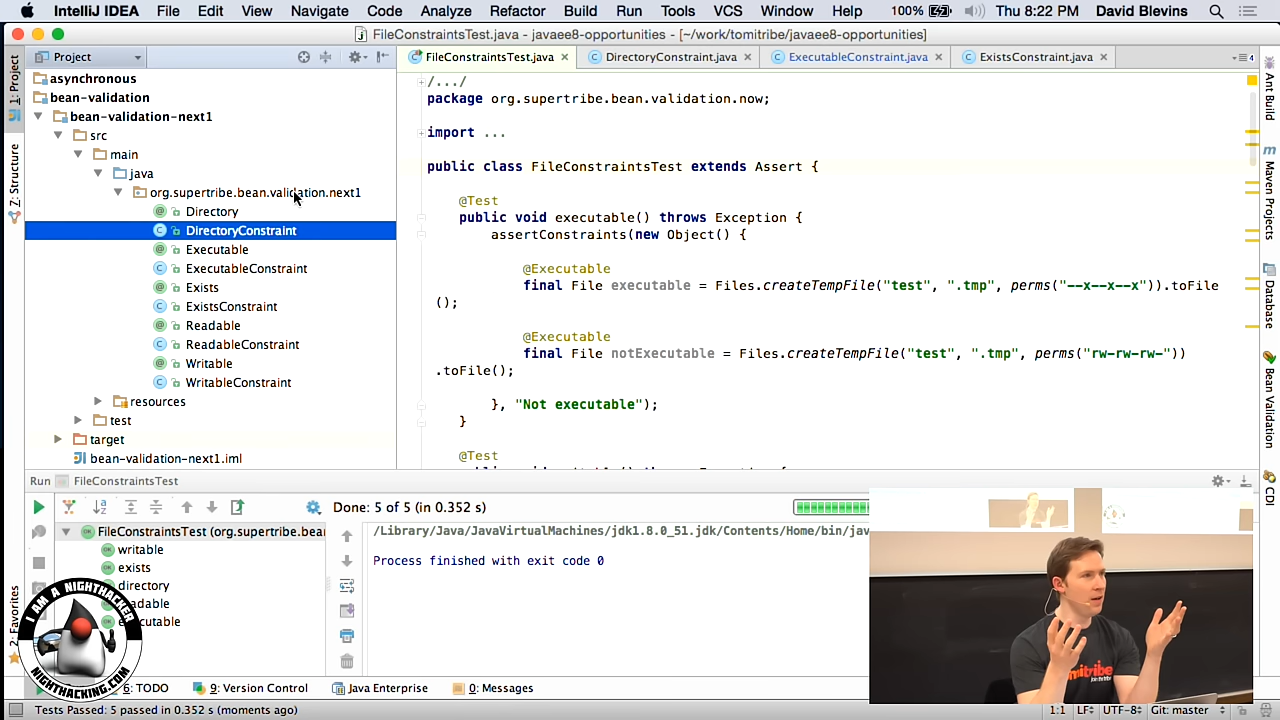 IntelliJ IDEA File Edit View Navigate Code Analyze Refactor Build Run Tools VCS Window Help 100% Thu 8:22 PM David Blevins
FileConstraintsTest.java - javaee8-opportunities - [~/work/tomitribe/javaee8-opportunities]
Project
FileConstraintsTest.java
DirectoryConstraint.java
ExecutableConstraint.java
ExistsConstraint.java
4
1: Project
Z: Structure
2: Favorites
asynchronous
bean-validation
bean-validation-next1
src
main
java
org.supertribe.bean.validation.next1
Directory
DirectoryConstraint
Executable
ExecutableConstraint
Exists
ExistsConstraint
Readable
ReadableConstraint
Writable
WritableConstraint
resources
test
target
bean-validation-next1.iml
/.../
package org.supertribe.bean.validation.now;
import ...
public class FileConstraintsTest extends Assert {
@Test
public void executable() throws Exception {
assertConstraints(new Object() {
@Executable
final File executable = Files.createTempFile("test", ".tmp", perms("--x--x--x")).toFile
();
@Executable
final File notExecutable = Files.createTempFile("test", ".tmp", perms("rw-rw-rw-"))
.toFile();
}, "Not executable");
}
@Test
Ant Build
Maven Projects
Database
Bean Validation
CDI
Run FileConstraintsTest
Done: 5 of 5 (in 0.352 s)
FileConstraintsTest (org.supertribe.bean
writable
exists
directory
adable
ecutable
/Library/Java/JavaVirtualMachines/jdk1.8.0_51.jdk/Contents/Home/bin/jav
Process finished with exit code 0
I AM A NIGHTHACKER
NIGHTHACKING.COM
mitribe
6: TODO
9: Version Control
Java Enterprise
0: Messages
Tests Passed: 5 passed in 0.352 s (moments ago)
1:1 LF UTF-8 Git: master